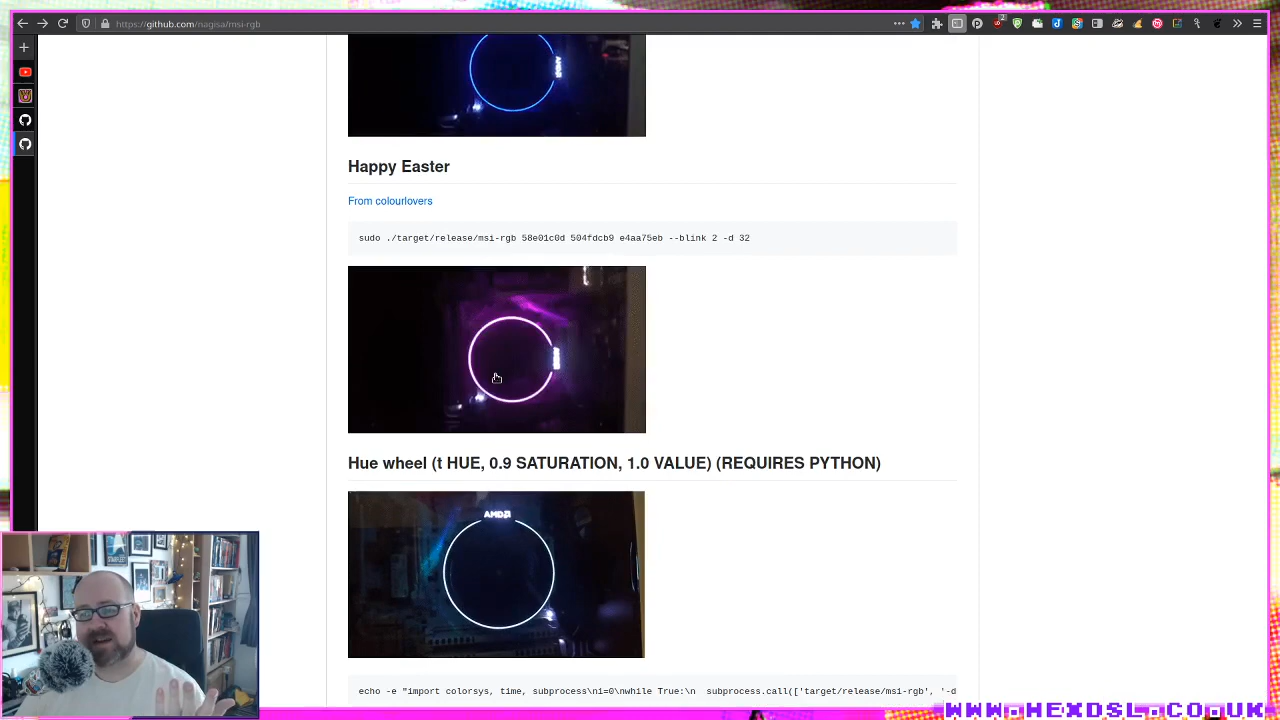 https://github.com/nagisa/msi-rgb
AMD
Happy Easter
From colourlovers
sudo ./target/release/msi-rgb 58e01c0d 504fdcb9 e4aa75eb --blink 2 -d 32
Hue wheel (t HUE, 0.9 SATURATION, 1.0 VALUE) (REQUIRES PYTHON)
AMD
echo -e "import colorsys, time, subprocess\ni=0\nwhile True:\n  subprocess.call(['target/release/msi-rgb', '-d
WWW.HEXDSL.CO.UK